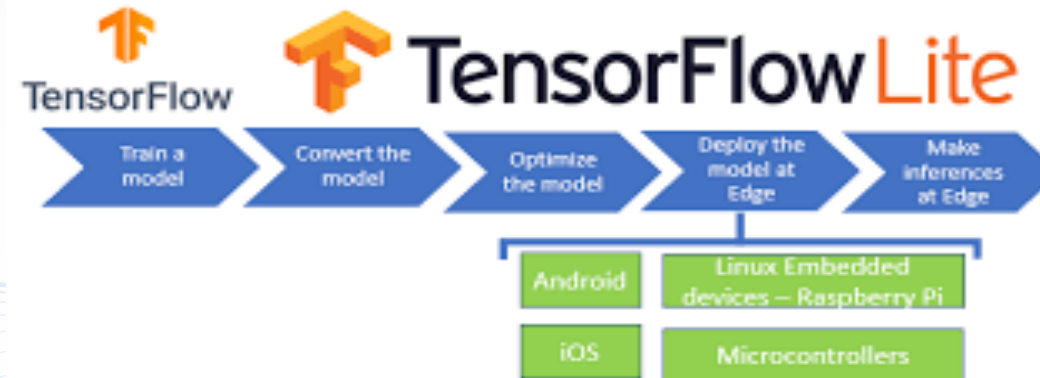 TensorFlow
TensorFlow Lite
Train a
model
Convert the
model
Optimize
the model
Deploy the
model at
Edge
Make
inferences
at Edge
Android
Linux Embedded
devices – Raspberry Pi
iOS
Microcontrollers